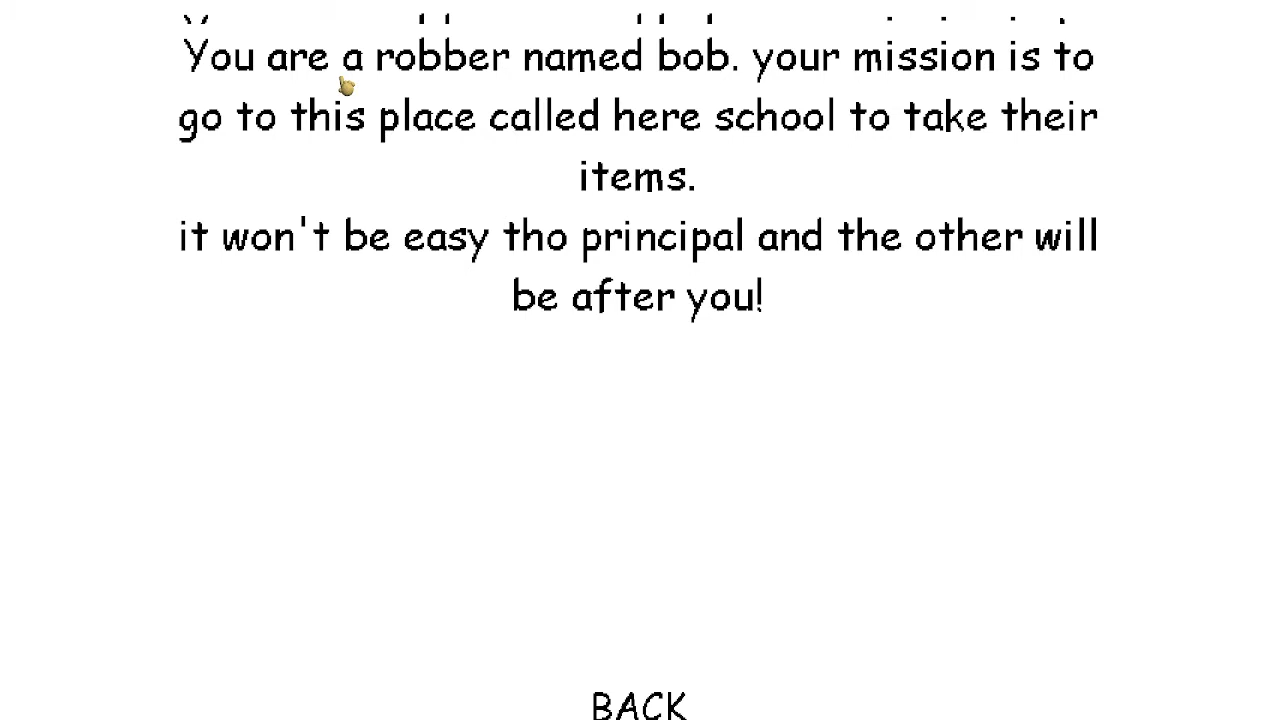 You are a robber named bob. your mission is to
go to this place called here school to take their
items.
it won't be easy tho principal and the other will
be after you!
BACK